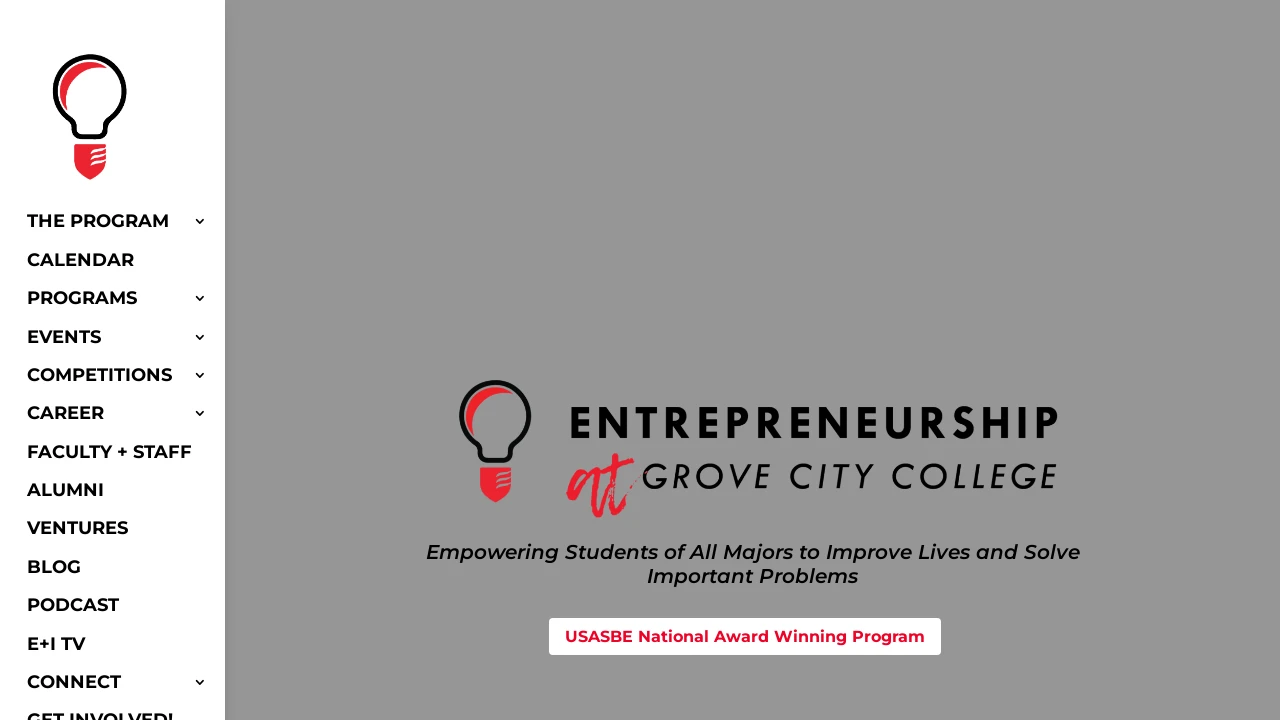 THE PROGRAM
CALENDAR
PROGRAMS
EVENTS
COMPETITIONS
CAREER
FACULTY + STAFF
ALUMNI
VENTURES
BLOG
PODCAST
E+I TV
CONNECT
GET INVOLVED!
ENTREPRENEURSHIP
at GROVE CITY COLLEGE
Empowering Students of All Majors to Improve Lives and Solve
Important Problems
USASBE National Award Winning Program